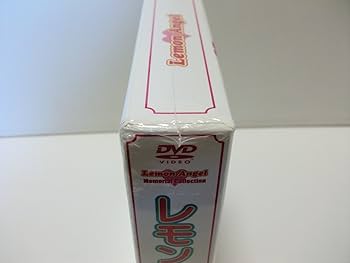 Lemon Angel
DVD
VIDEO
Lemon Angel
Memorial Collection
レモン